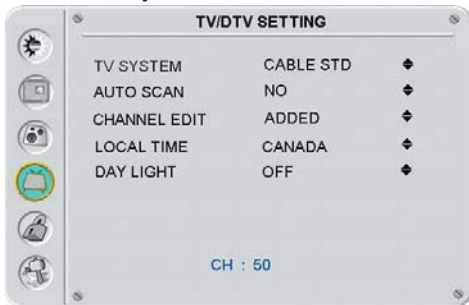 TV/DTV SETTING
TV SYSTEM CABLE STD
AUTO SCAN NO
CHANNEL EDIT ADDED
LOCAL TIME CANADA
DAY LIGHT OFF
CH : 50